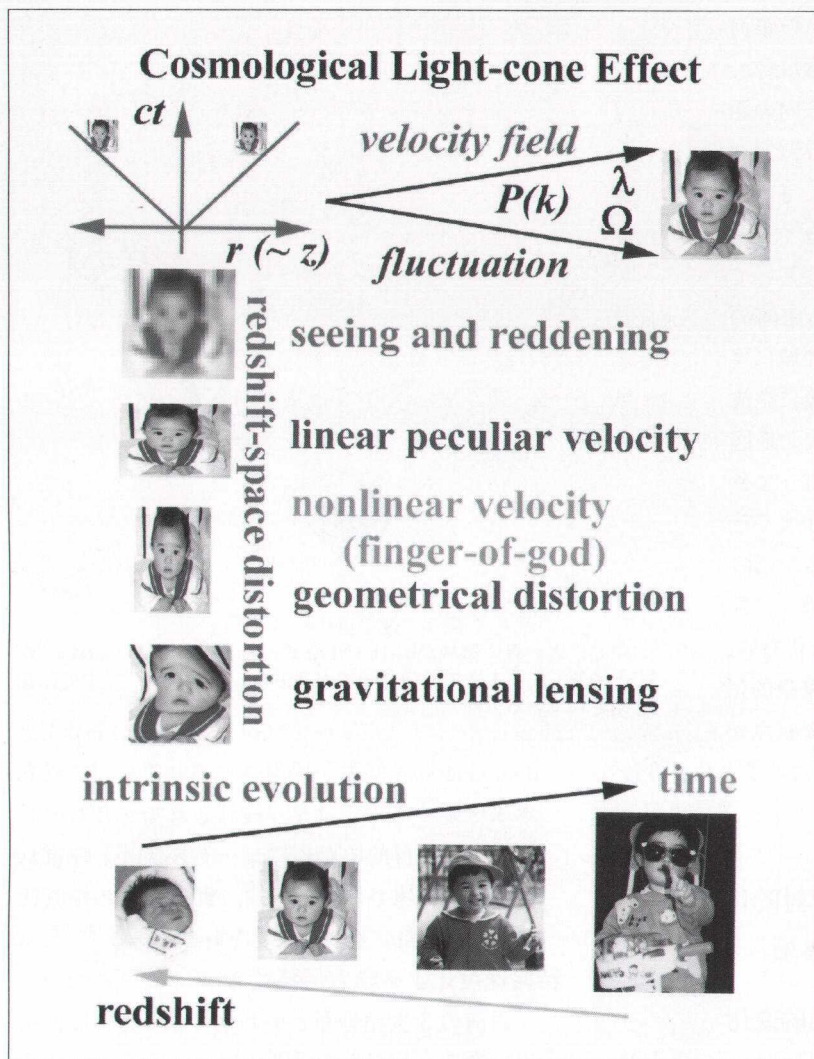 Cosmological Light-cone Effect
ct
velocity field
P(k)
λ
Ω
r (~ z)
fluctuation
redshift-space distortion
seeing and reddening
linear peculiar velocity
nonlinear velocity
(finger-of-god)
geometrical distortion
gravitational lensing
intrinsic evolution
time
redshift